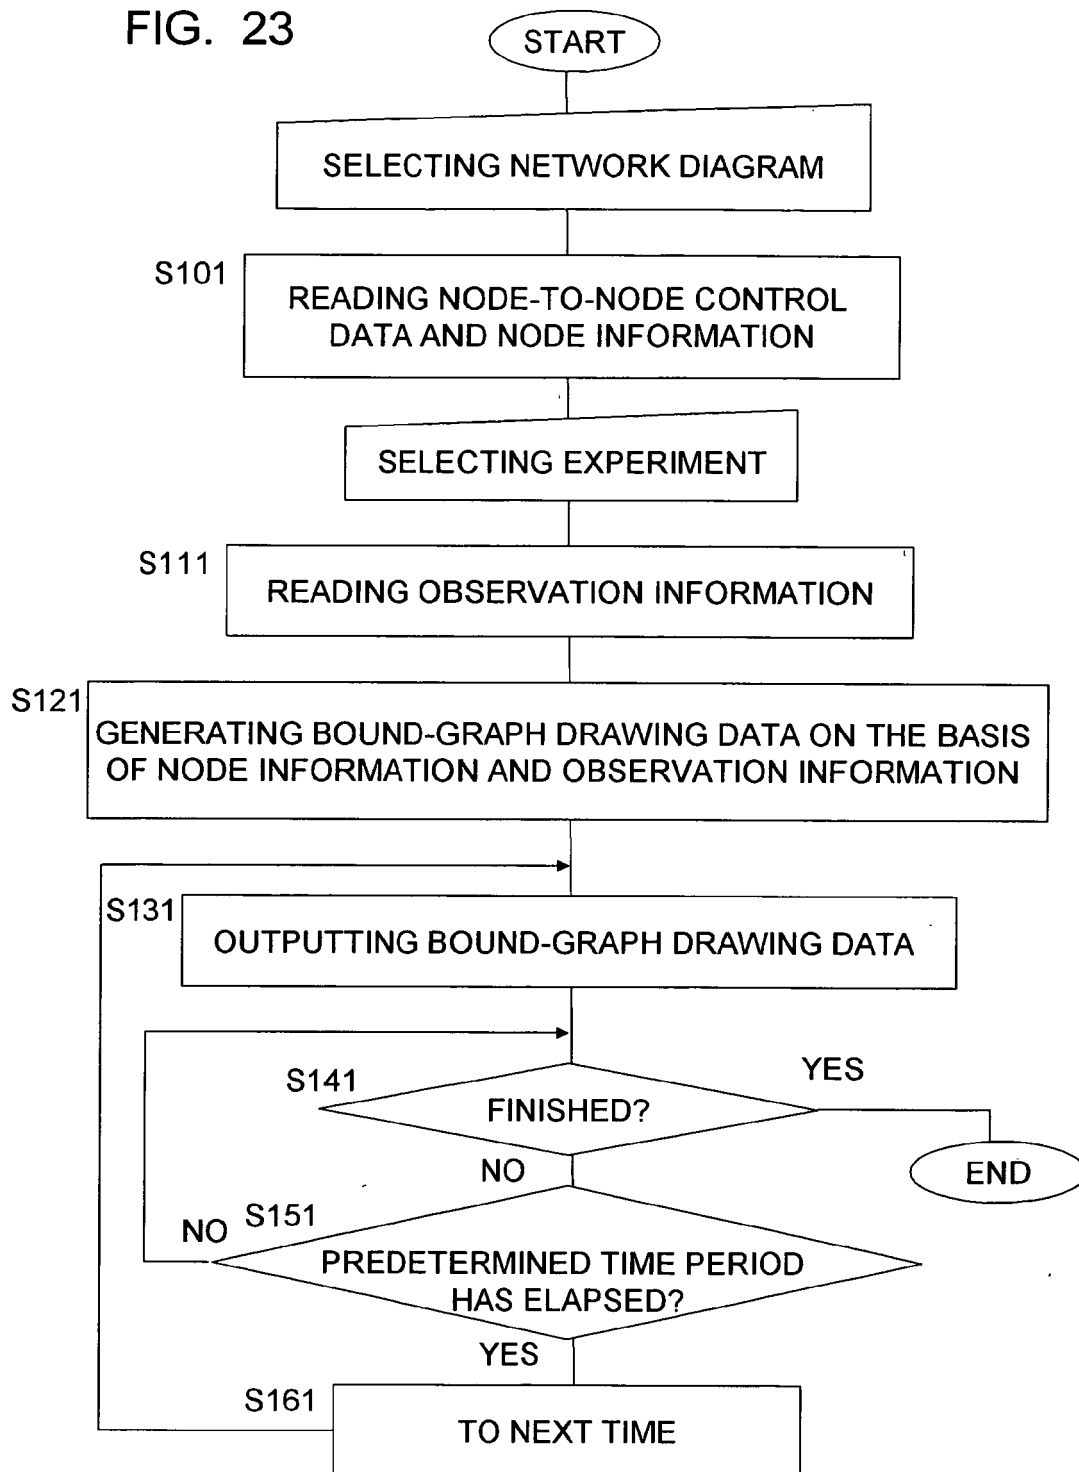 FIG. 23
START
SELECTING NETWORK DIAGRAM
S101
READING NODE-TO-NODE CONTROL
DATA AND NODE INFORMATION
SELECTING EXPERIMENT
S111
READING OBSERVATION INFORMATION
S121
GENERATING BOUND-GRAPH DRAWING DATA ON THE BASIS
OF NODE INFORMATION AND OBSERVATION INFORMATION
S131
OUTPUTTING BOUND-GRAPH DRAWING DATA
S141
FINISHED?
YES
END
NO
S151
NO
PREDETERMINED TIME PERIOD
HAS ELAPSED?
YES
S161
TO NEXT TIME